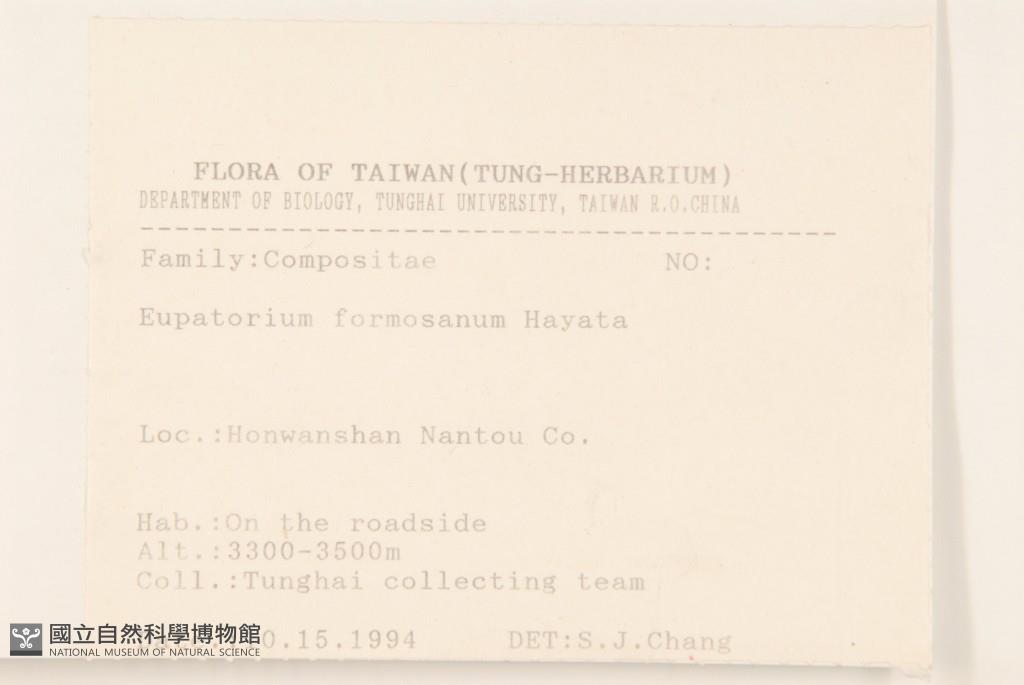 FLORA OF TAIWAN(TUNG-HERBARIUM)
DEPARTMENT OF BIOLOGY, TUNGHAI UNIVERSITY, TAIWAN R.O.CHINA
----------------------------------------
Family:Compositae NO:
Eupatorium formosanum Hayata
Loc.:Honwanshan Nantou Co.
Hab.:On the roadside
Alt.:3300-3500m
Coll.:Tunghai collecting team
0.15.1994 DET:S.J.Chang
國立自然科學博物館
NATIONAL MUSEUM OF NATURAL SCIENCE